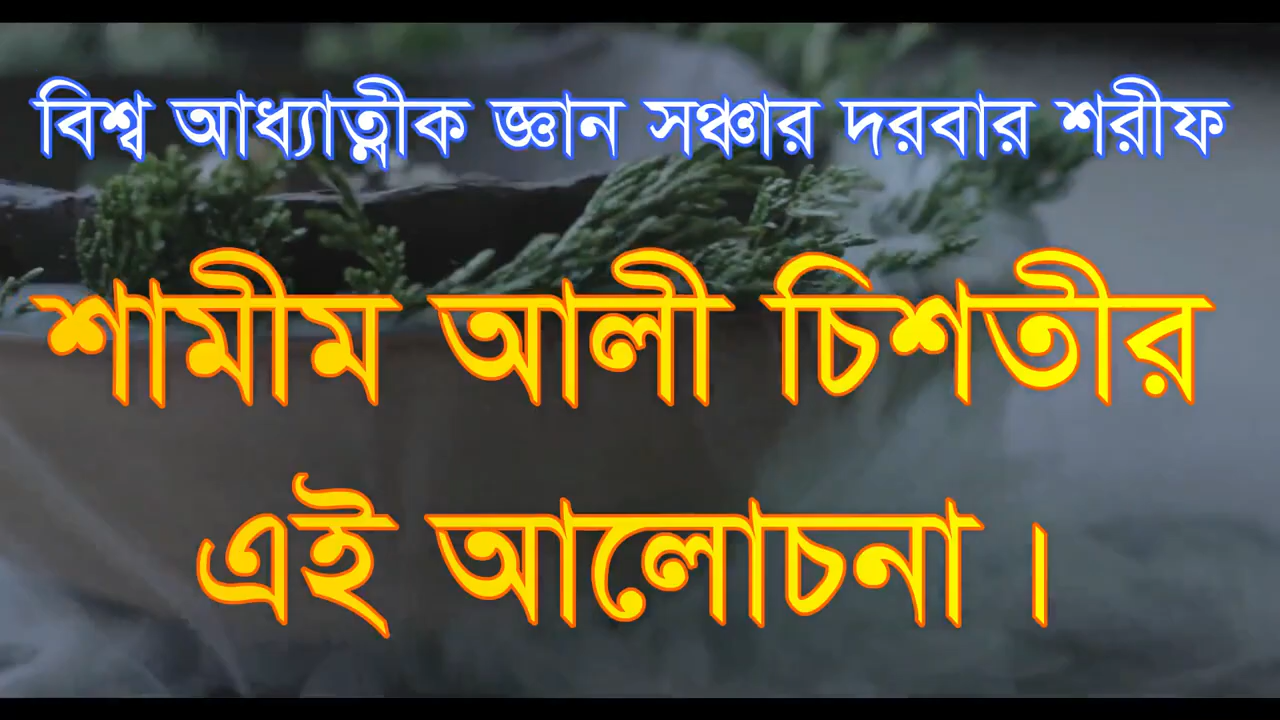 বিশ্ব আধ্যাত্নীক জ্ঞান সঞ্চার দরবার শরীফ
শামীম আলী চিশতীর
এই আলোচনা।